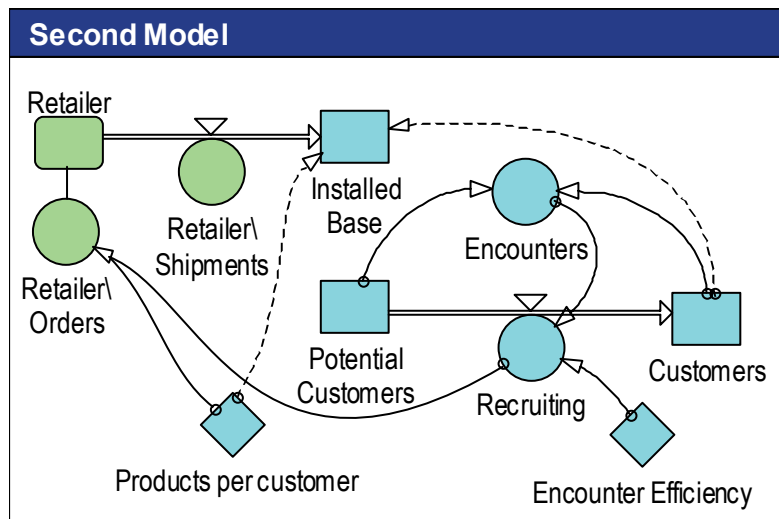 Second Model
Retailer
Installed
Base
Retailer\
Shipments
Encounters
Retailer\
Orders
Potential
Customers
Customers
Recruiting
Products per customer
Encounter Efficiency